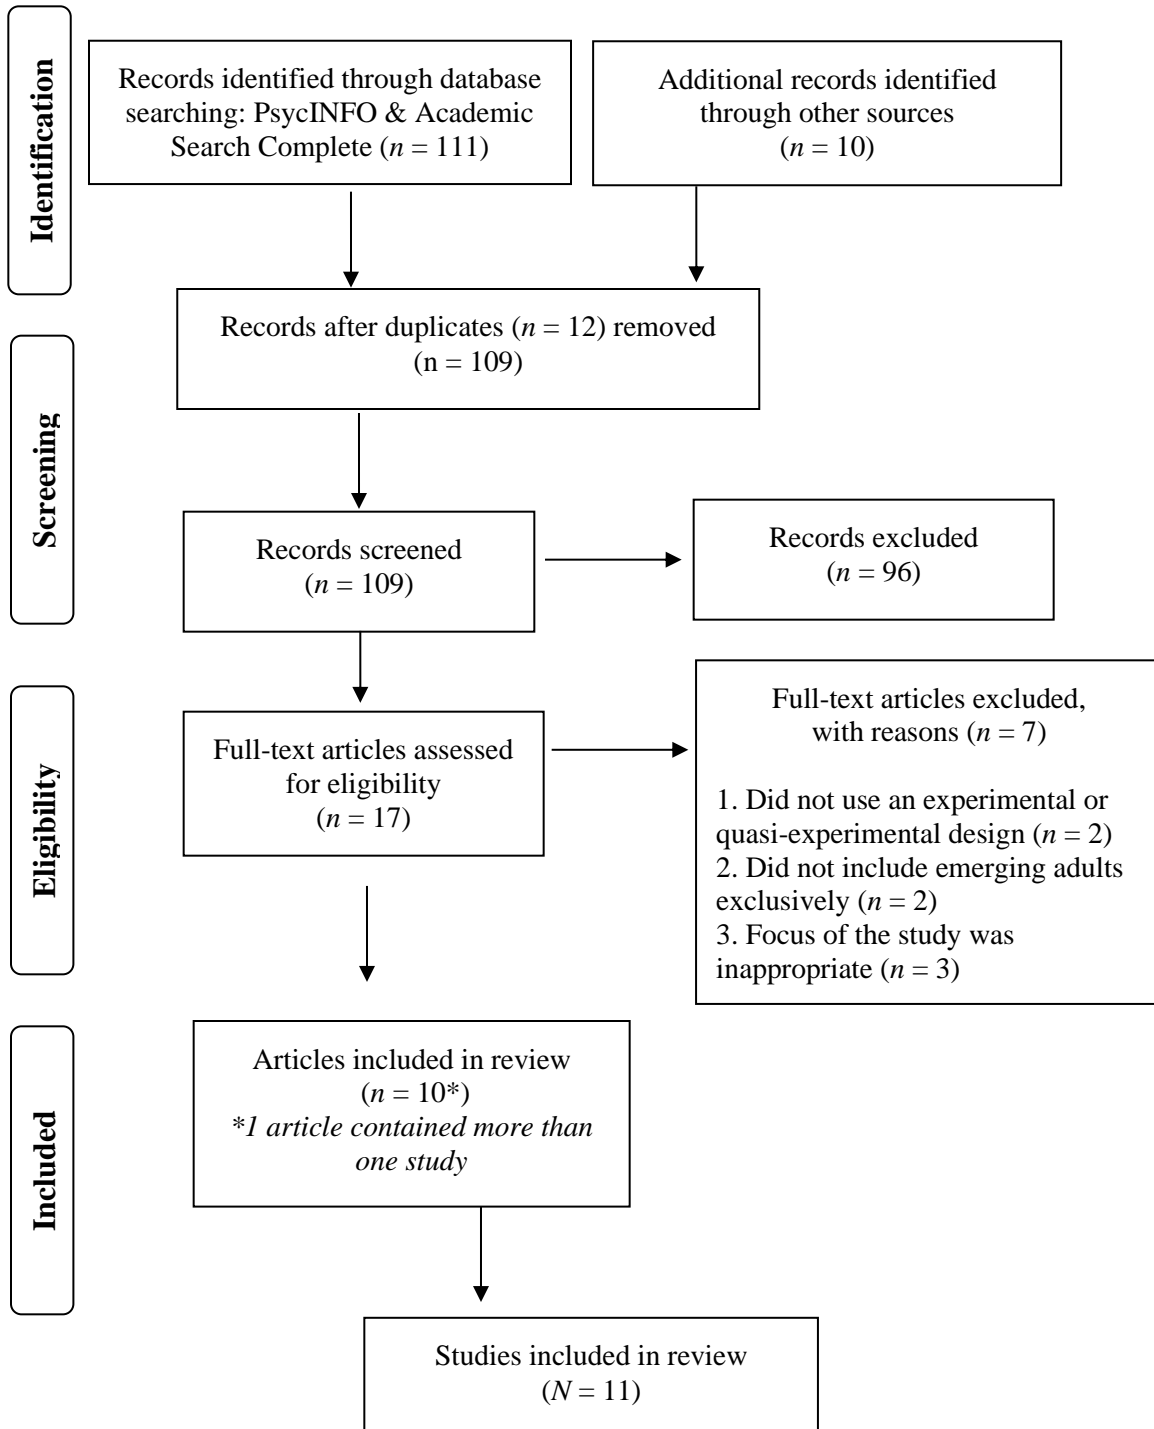 Identification
Records identified through database
searching: PsycINFO & Academic
Search Complete (n = 111)
Additional records identified
through other sources
(n = 10)
Records after duplicates (n = 12) removed
(n = 109)
Screening
Records screened
(n = 109)
Records excluded
(n = 96)
Eligibility
Full-text articles assessed
for eligibility
(n = 17)
Full-text articles excluded,
with reasons (n = 7)
1. Did not use an experimental or
quasi-experimental design (n = 2)
2. Did not include emerging adults
exclusively (n = 2)
3. Focus of the study was
inappropriate (n = 3)
Included
Articles included in review
(n = 10*)
*1 article contained more than
one study
Studies included in review
(N = 11)